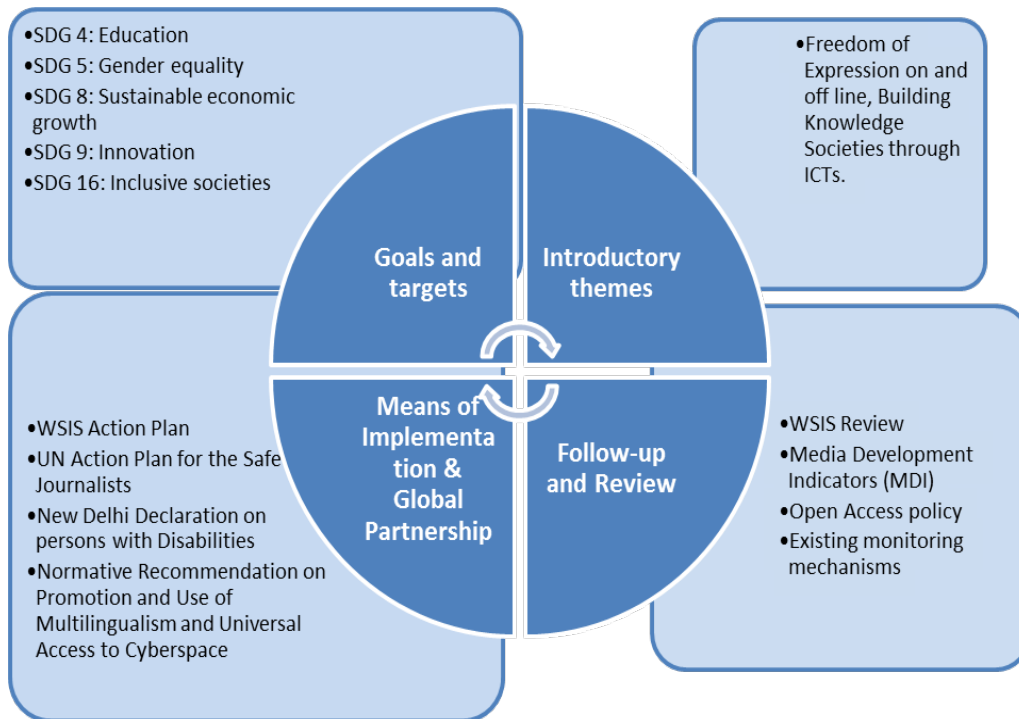 •SDG 4: Education
•SDG 5: Gender equality
•SDG 8: Sustainable economic
growth
•SDG 9: Innovation
•SDG 16: Inclusive societies
•Freedom of
Expression on and
off line, Building
Knowledge
Societies through
ICTs.
Goals and
targets
Introductory
themes
Means of
Implementa
tion &
Global
Partnership
Follow-up
and Review
•WSIS Action Plan
•UN Action Plan for the Safe
Journalists
•New Delhi Declaration on
persons with Disabilities
•Normative Recommendation on
Promotion and Use of
Multilingualism and Universal
Access to Cyberspace
•WSIS Review
•Media Development
Indicators (MDI)
•Open Access policy
•Existing monitoring
mechanisms